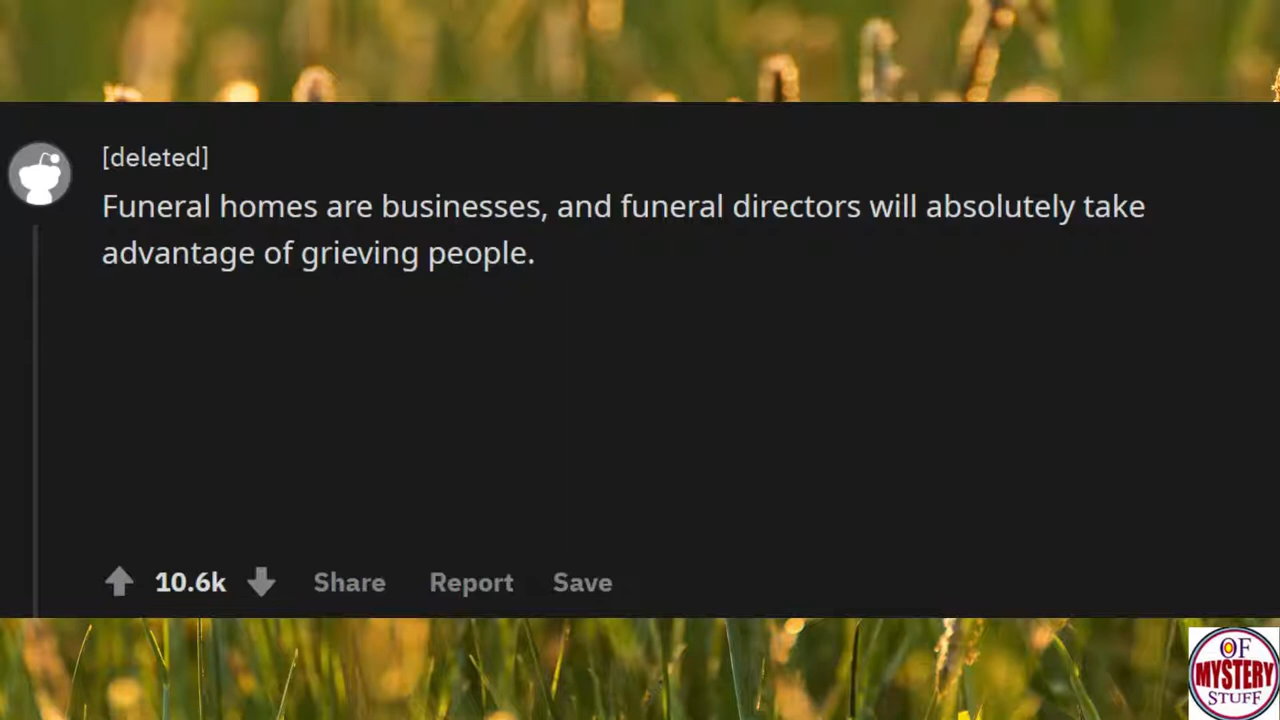 [deleted]
Funeral homes are businesses, and funeral directors will absolutely take
advantage of grieving people.
10.6k Share Report Save
OF
MYSTERY
STUFF